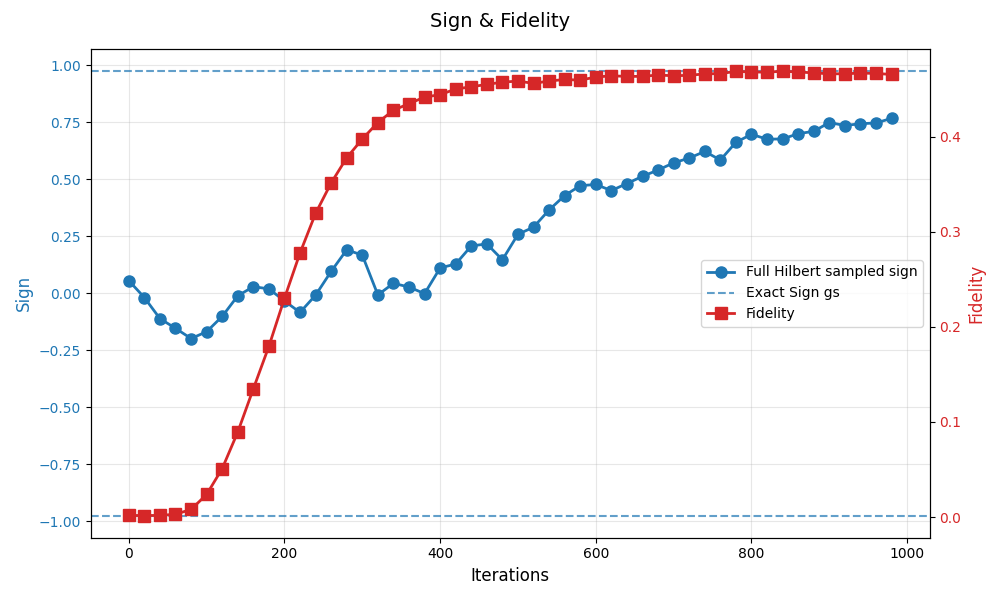 Sign & Fidelity
1.00
0.75
0.50
0.25
0.00
−0.25
−0.50
−0.75
−1.00
Sign
0.4
0.3
0.2
0.1
0.0
Fidelity
Full Hilbert sampled sign
Exact Sign gs
Fidelity
0 200 400 600 800 1000
Iterations